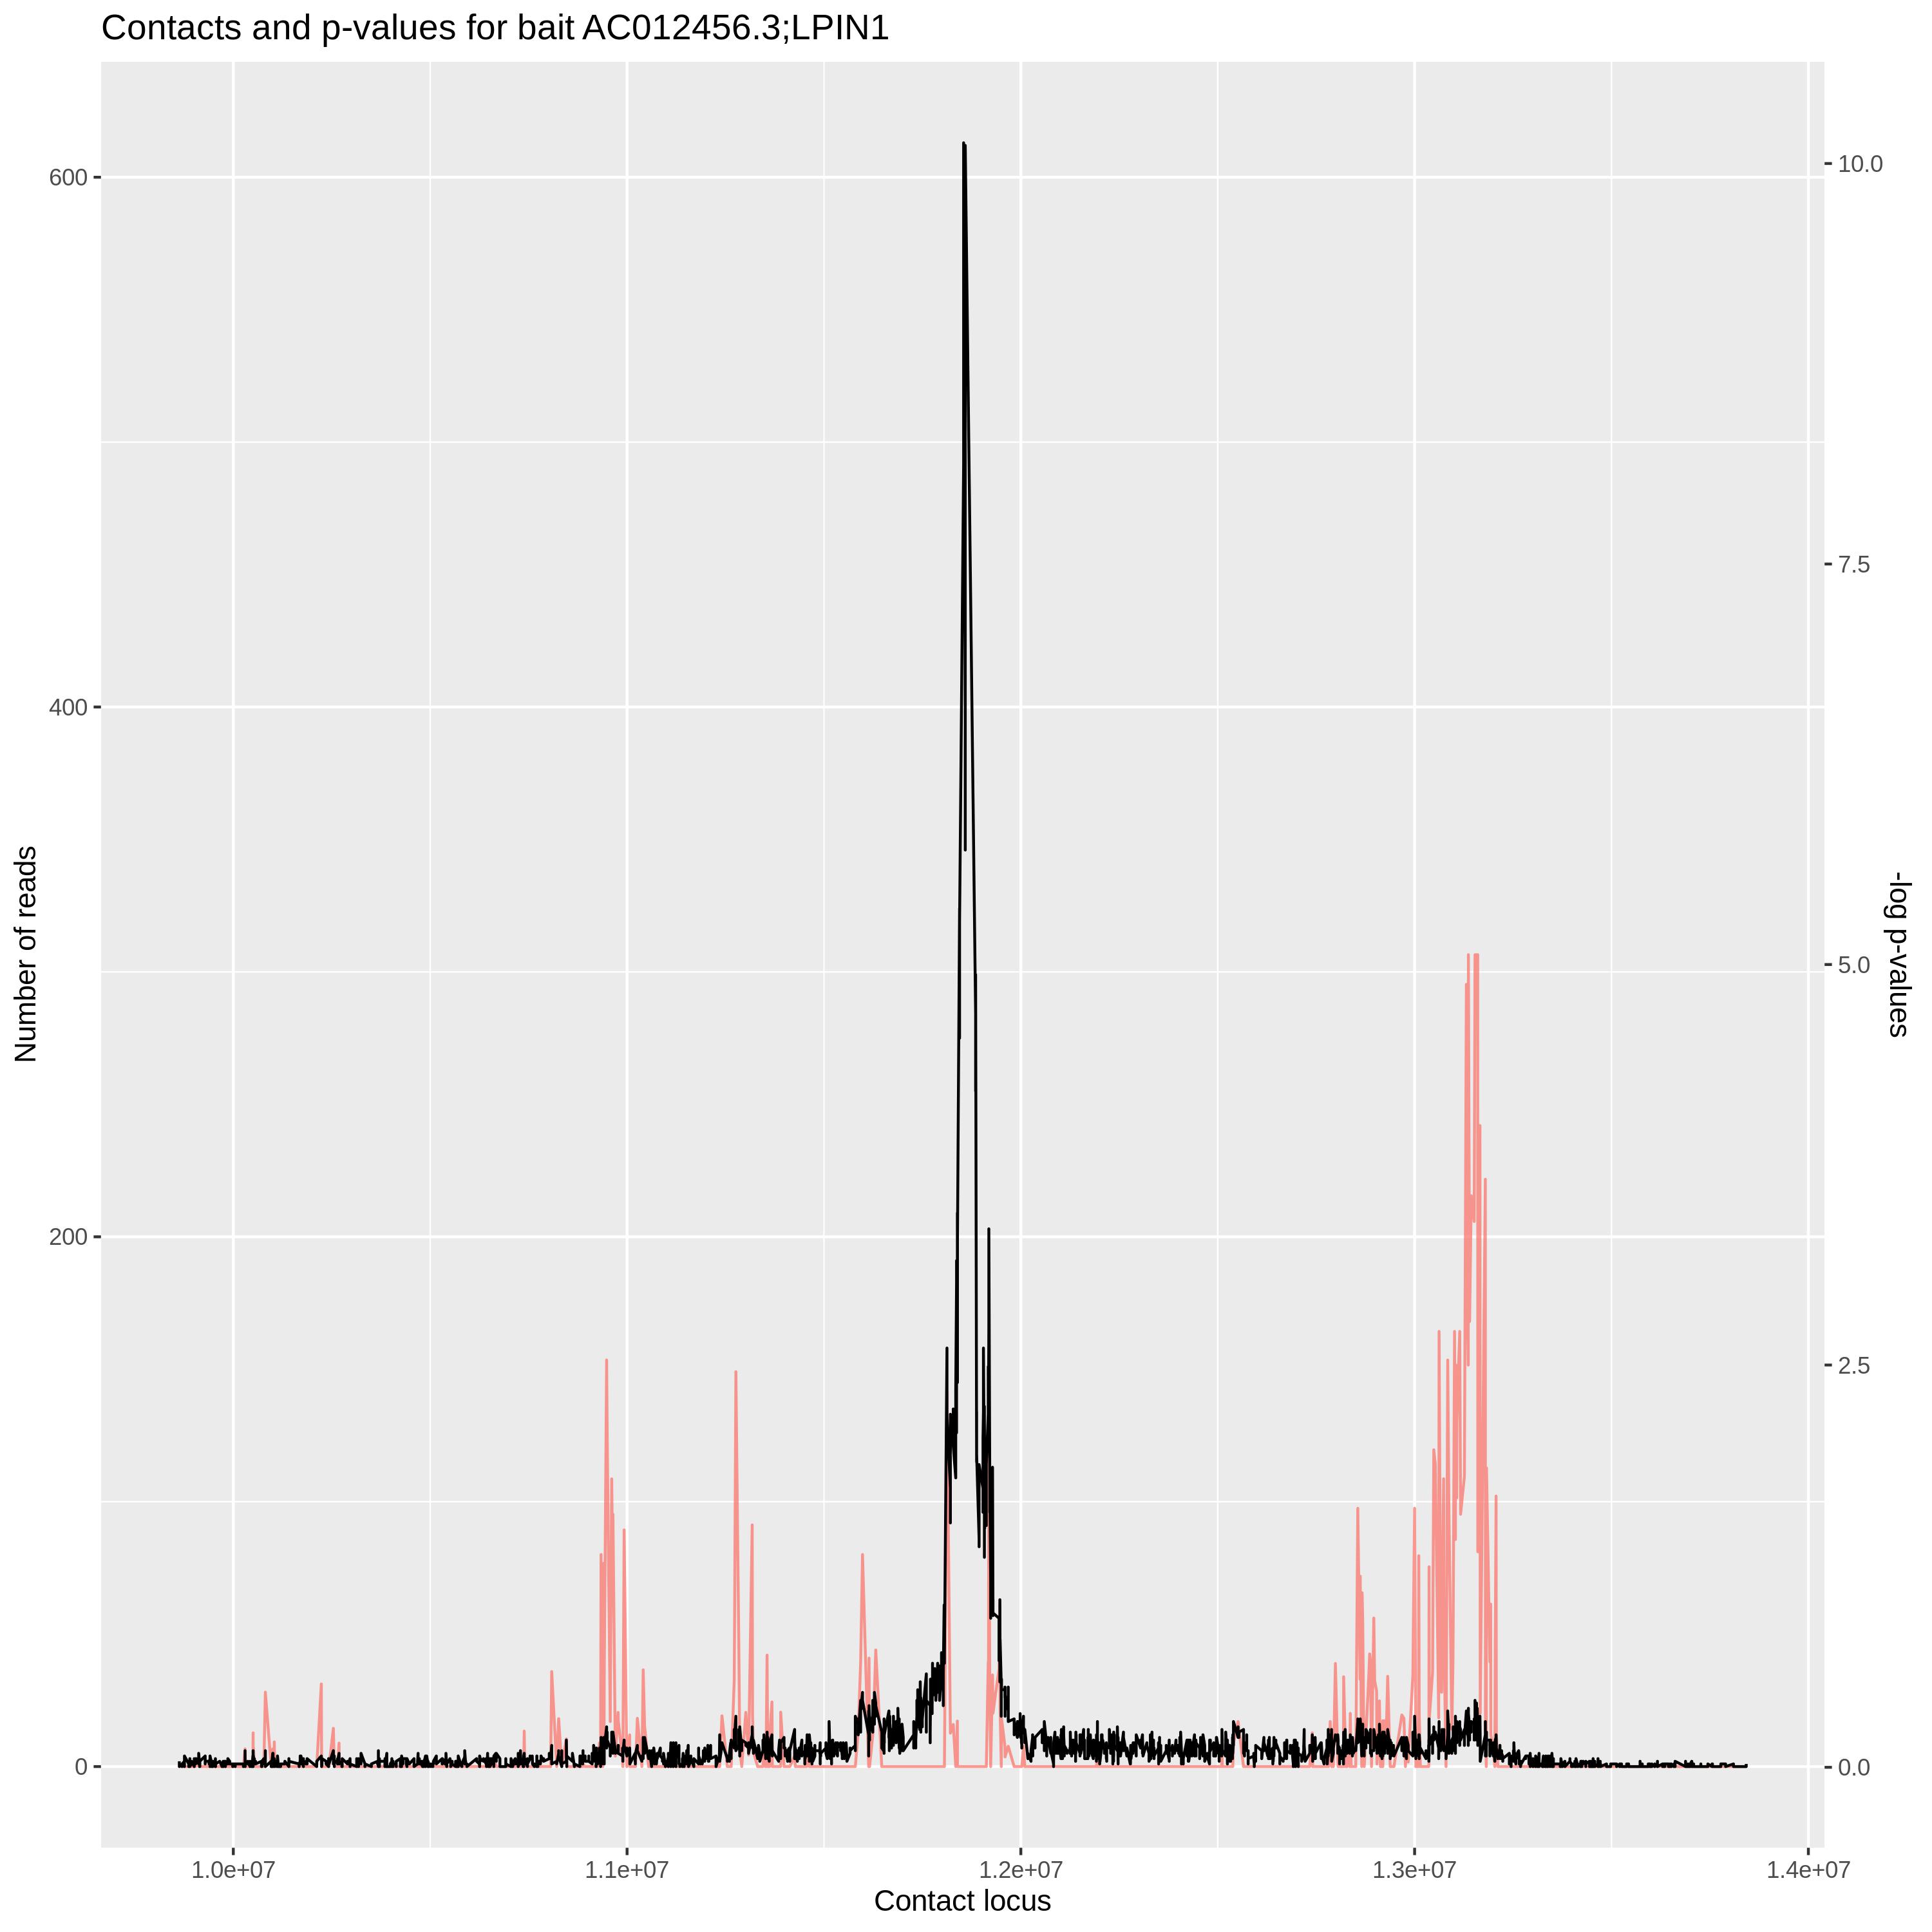 Contacts and p-values for bait AC012456.3;LPIN1
600
400
200
0
Number of reads
10.0
7.5
5.0
2.5
0.0
-log p-values
1.0e+07
1.1e+07
1.2e+07
1.3e+07
1.4e+07
Contact locus